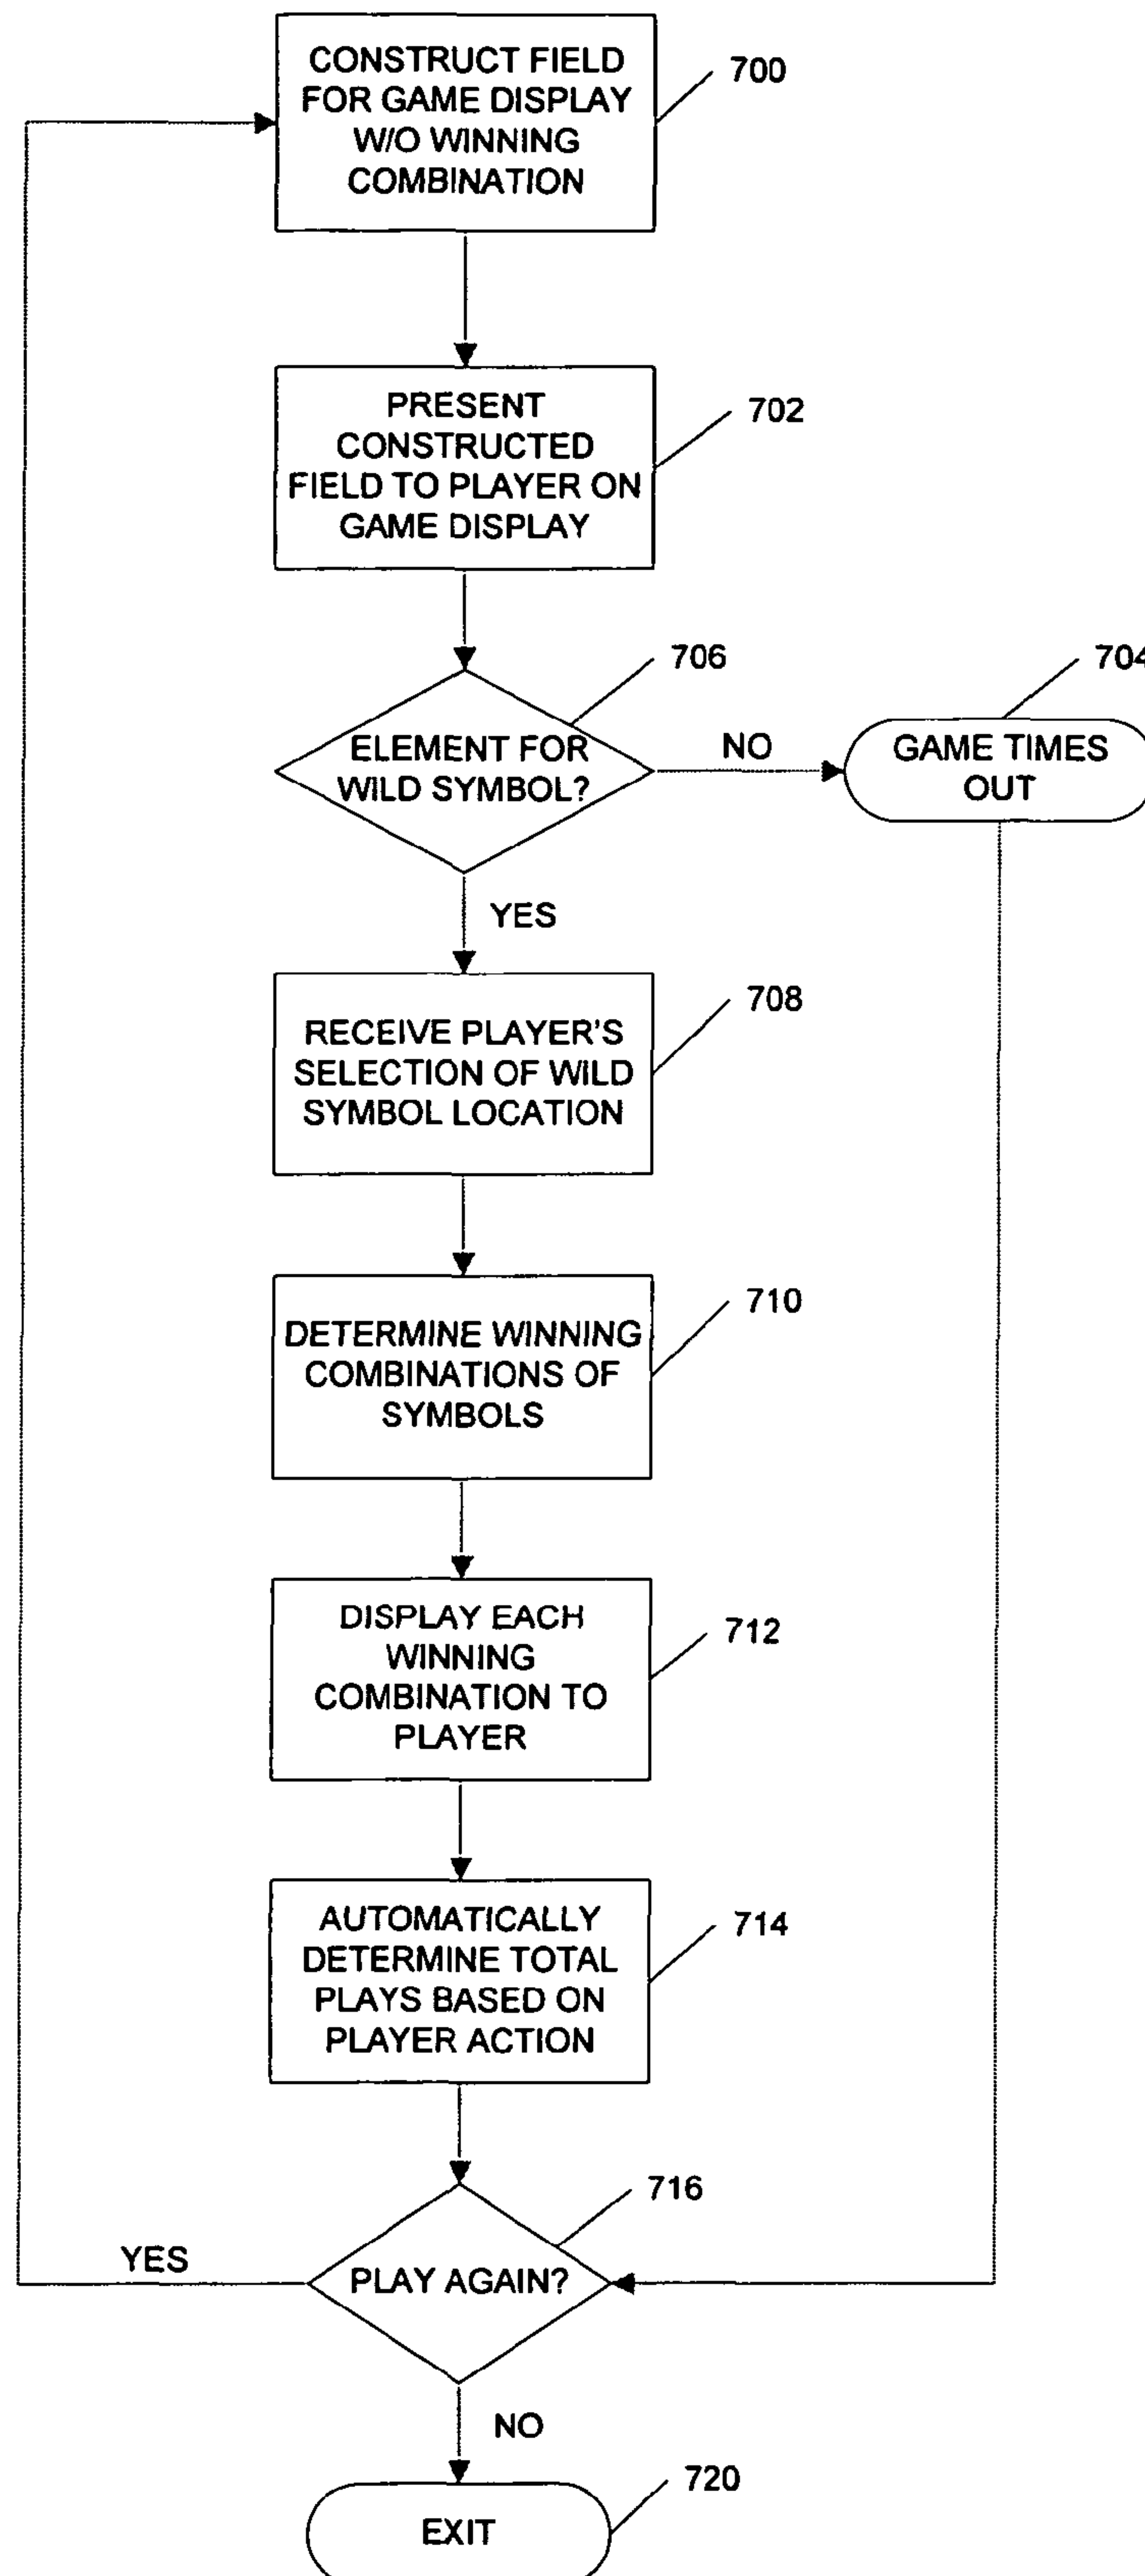 CONSTRUCT FIELD
FOR GAME DISPLAY
W/O WINNING
COMBINATION
700
PRESENT
CONSTRUCTED
FIELD TO PLAYER ON
GAME DISPLAY
702
706
704
ELEMENT FOR
WILD SYMBOL?
NO
GAME TIMES
OUT
YES
RECEIVE PLAYER'S
SELECTION OF WILD
SYMBOL LOCATION
708
DETERMINE WINNING
COMBINATIONS OF
SYMBOLS
710
DISPLAY EACH
WINNING
COMBINATION TO
PLAYER
712
AUTOMATICALLY
DETERMINE TOTAL
PLAYS BASED ON
PLAYER ACTION
714
716
YES
PLAY AGAIN?
NO
720
EXIT